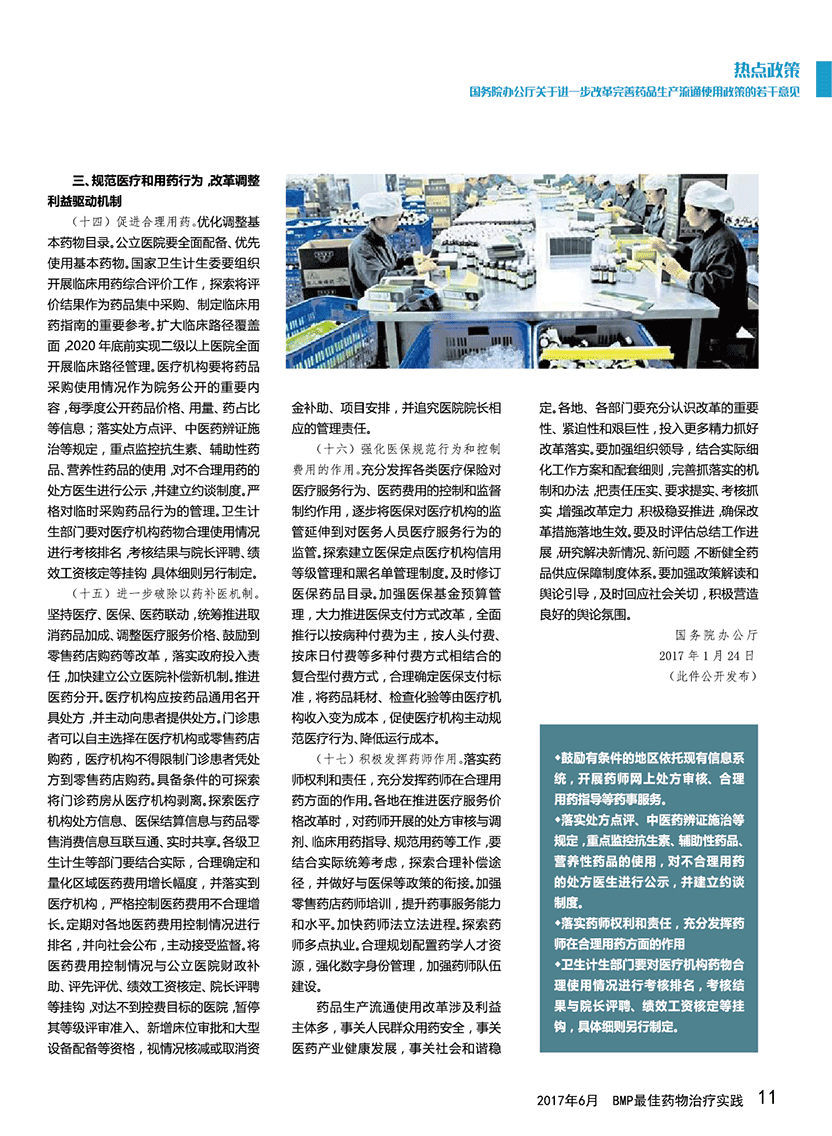 热点政策
国务院办公厅关于进一步改革完善药品生产流通使用政策的若干意见
三、规范医疗和用药行为,改革调整
利益驱动机制
（十四）促进合理用药。优化调整基
本药物目录。公立医院要全面配备、优先
使用基本药物。国家卫生计生委要组织
开展临床用药综合评价工作，探索将评
价结果作为药品集中采购、制定临床用
药指南的重要参考。扩大临床路径覆盖
面,2020年底前实现二级以上医院全面
开展临床路径管理。医疗机构要将药品
采购使用情况作为院务公开的重要内
容,每季度公开药品价格、用量、药占比
等信息；落实处方点评、中医药辨证施
治等规定，重点监控抗生素、辅助性药
品、营养性药品的使用,对不合理用药的
处方医生进行公示,并建立约谈制度。严
格对临时采购药品行为的管理。卫生计
生部门要对医疗机构药物合理使用情况
进行考核排名,考核结果与院长评聘、绩
效工资核定等挂钩,具体细则另行制定。
（十五）进一步破除以药补医机制。
坚持医疗、医保、医药联动,统筹推进取
消药品加成、调整医疗服务价格、鼓励到
零售药店购药等改革，落实政府投入责
任,加快建立公立医院补偿新机制。推进
医药分开。医疗机构应按药品通用名开
具处方,并主动向患者提供处方。门诊患
者可以自主选择在医疗机构或零售药店
购药，医疗机构不得限制门诊患者凭处
方到零售药店购药。具备条件的可探索
将门诊药房从医疗机构剥离。探索医疗
机构处方信息、医保结算信息与药品零
售消费信息互联互通、实时共享。各级卫
生计生等部门要结合实际，合理确定和
量化区域医药费用增长幅度，并落实到
医疗机构，严格控制医药费用不合理增
长。定期对各地医药费用控制情况进行
排名,并向社会公布,主动接受监督。将
医药费用控制情况与公立医院财政补
助、评先评优、绩效工资核定、院长评聘
等挂钩,对达不到控费目标的医院,暂停
其等级评审准入、新增床位审批和大型
设备配备等资格，视情况核减或取消资
金补助、项目安排，并追究医院院长相
应的管理责任。
（十六）强化医保规范行为和控制
费用的作用。充分发挥各类医疗保险对
医疗服务行为、医药费用的控制和监督
制约作用，逐步将医保对医疗机构的监
管延伸到对医务人员医疗服务行为的
监管。探索建立医保定点医疗机构信用
等级管理和黑名单管理制度。及时修订
医保药品目录。加强医保基金预算管
理，大力推进医保支付方式改革，全面
推行以按病种付费为主，按人头付费、
按床日付费等多种付费方式相结合的
复合型付费方式，合理确定医保支付标
准，将药品耗材、检查化验等由医疗机
构收入变为成本，促使医疗机构主动规
范医疗行为、降低运行成本。
（十七）积极发挥药师作用。落实药
师权利和责任，充分发挥药师在合理用
药方面的作用。各地在推进医疗服务价
格改革时，对药师开展的处方审核与调
剂、临床用药指导、规范用药等工作,要
结合实际统筹考虑，探索合理补偿途
径，并做好与医保等政策的衔接。加强
零售药店药师培训，提升药事服务能力
和水平。加快药师法立法进程。探索药
师多点执业。合理规划配置药学人才资
源，强化数字身份管理，加强药师队伍
建设。
药品生产流通使用改革涉及利益
主体多，事关人民群众用药安全，事关
医药产业健康发展，事关社会和谐稳
定。各地、各部门要充分认识改革的重要
性、紧迫性和艰巨性，投入更多精力抓好
改革落实。要加强组织领导，结合实际细
化工作方案和配套细则,完善抓落实的机
制和办法,把责任压实、要求提实、考核抓
实,增强改革定力,积极稳妥推进,确保改
革措施落地生效。要及时评估总结工作进
展,研究解决新情况、新问题,不断健全药
品供应保障制度体系。要加强政策解读和
舆论引导,及时回应社会关切,积极营造
良好的舆论氛围。
国务院办公厅
2017年1月24日
（此件公开发布）
◆鼓励有条件的地区依托现有信息系
统，开展药师网上处方审核、合理
用药指导等药事服务。
◆落实处方点评、中医药辨证施治等
规定,重点监控抗生素、辅助性药品、
营养性药品的使用，对不合理用药
的处方医生进行公示，并建立约谈
制度。
◆落实药师权利和责任，充分发挥药
师在合理用药方面的作用
◆卫生计生部门要对医疗机构药物合
理使用情况进行考核排名，考核结
果与院长评聘、绩效工资核定等挂
钩，具体细则另行制定。
2017年6月 BMP最佳药物治疗实践 11